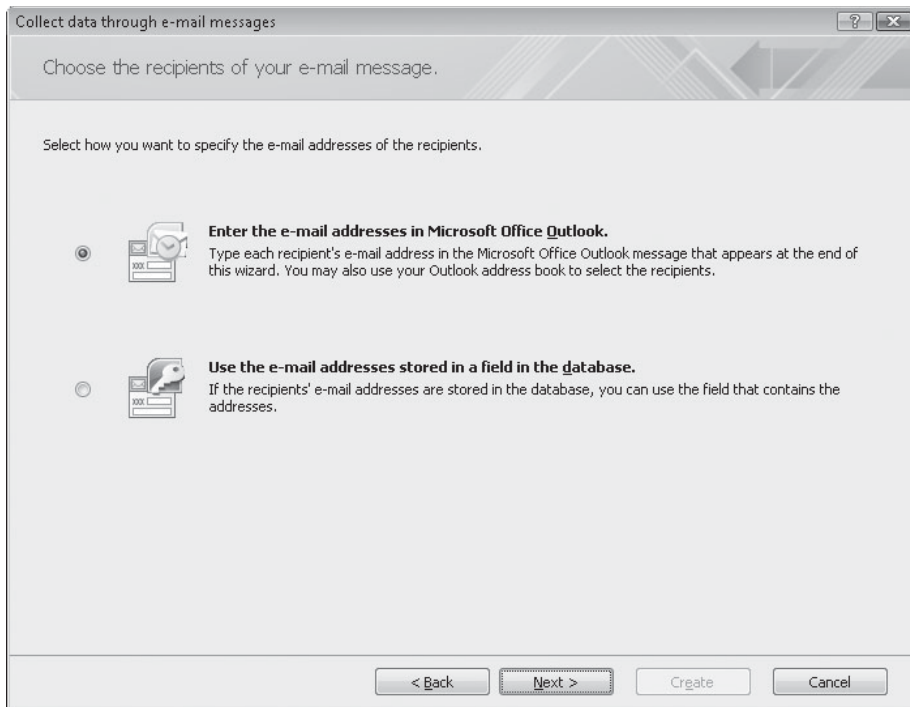 Collect data through e-mail messages
Choose the recipients of your e-mail message.
Select how you want to specify the e-mail addresses of the recipients.
Enter the e-mail addresses in Microsoft Office Outlook.
Type each recipient's e-mail address in the Microsoft Office Outlook message that appears at the end of
this wizard. You may also use your Outlook address book to select the recipients.
XXX
Use the e-mail addresses stored in a field in the database.
If the recipients' e-mail addresses are stored in the database, you can use the field that contains the
addresses.
XXX
< Back
Next >
Create
Cancel